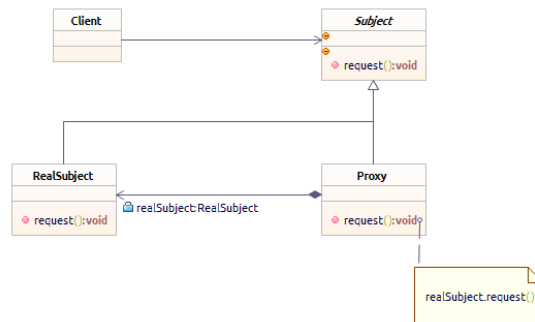 Client
Subject
request():void
RealSubject
Proxy
realSubject:RealSubject
request():void
request():void
realSubject.request()